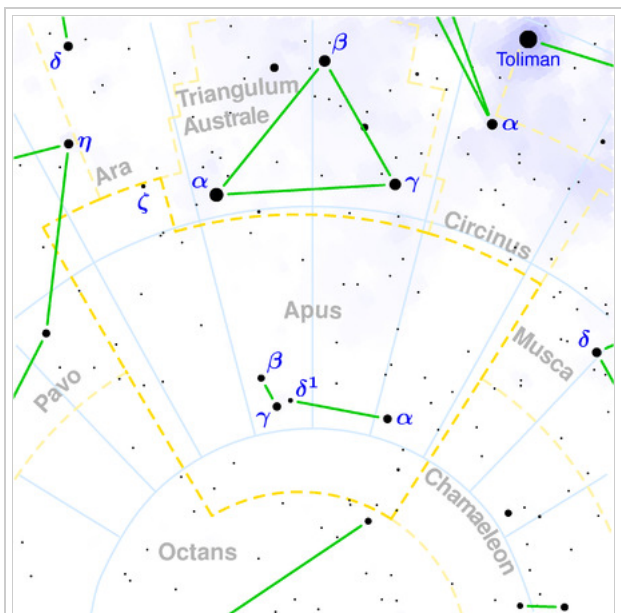 δ
β
Toliman
Triangulum
Australe
α
η
Ara
ζ
α
γ
Circinus
Apus
Musca
δ
Pavo
β
δ¹
γ
α
Chamaeleon
Octans